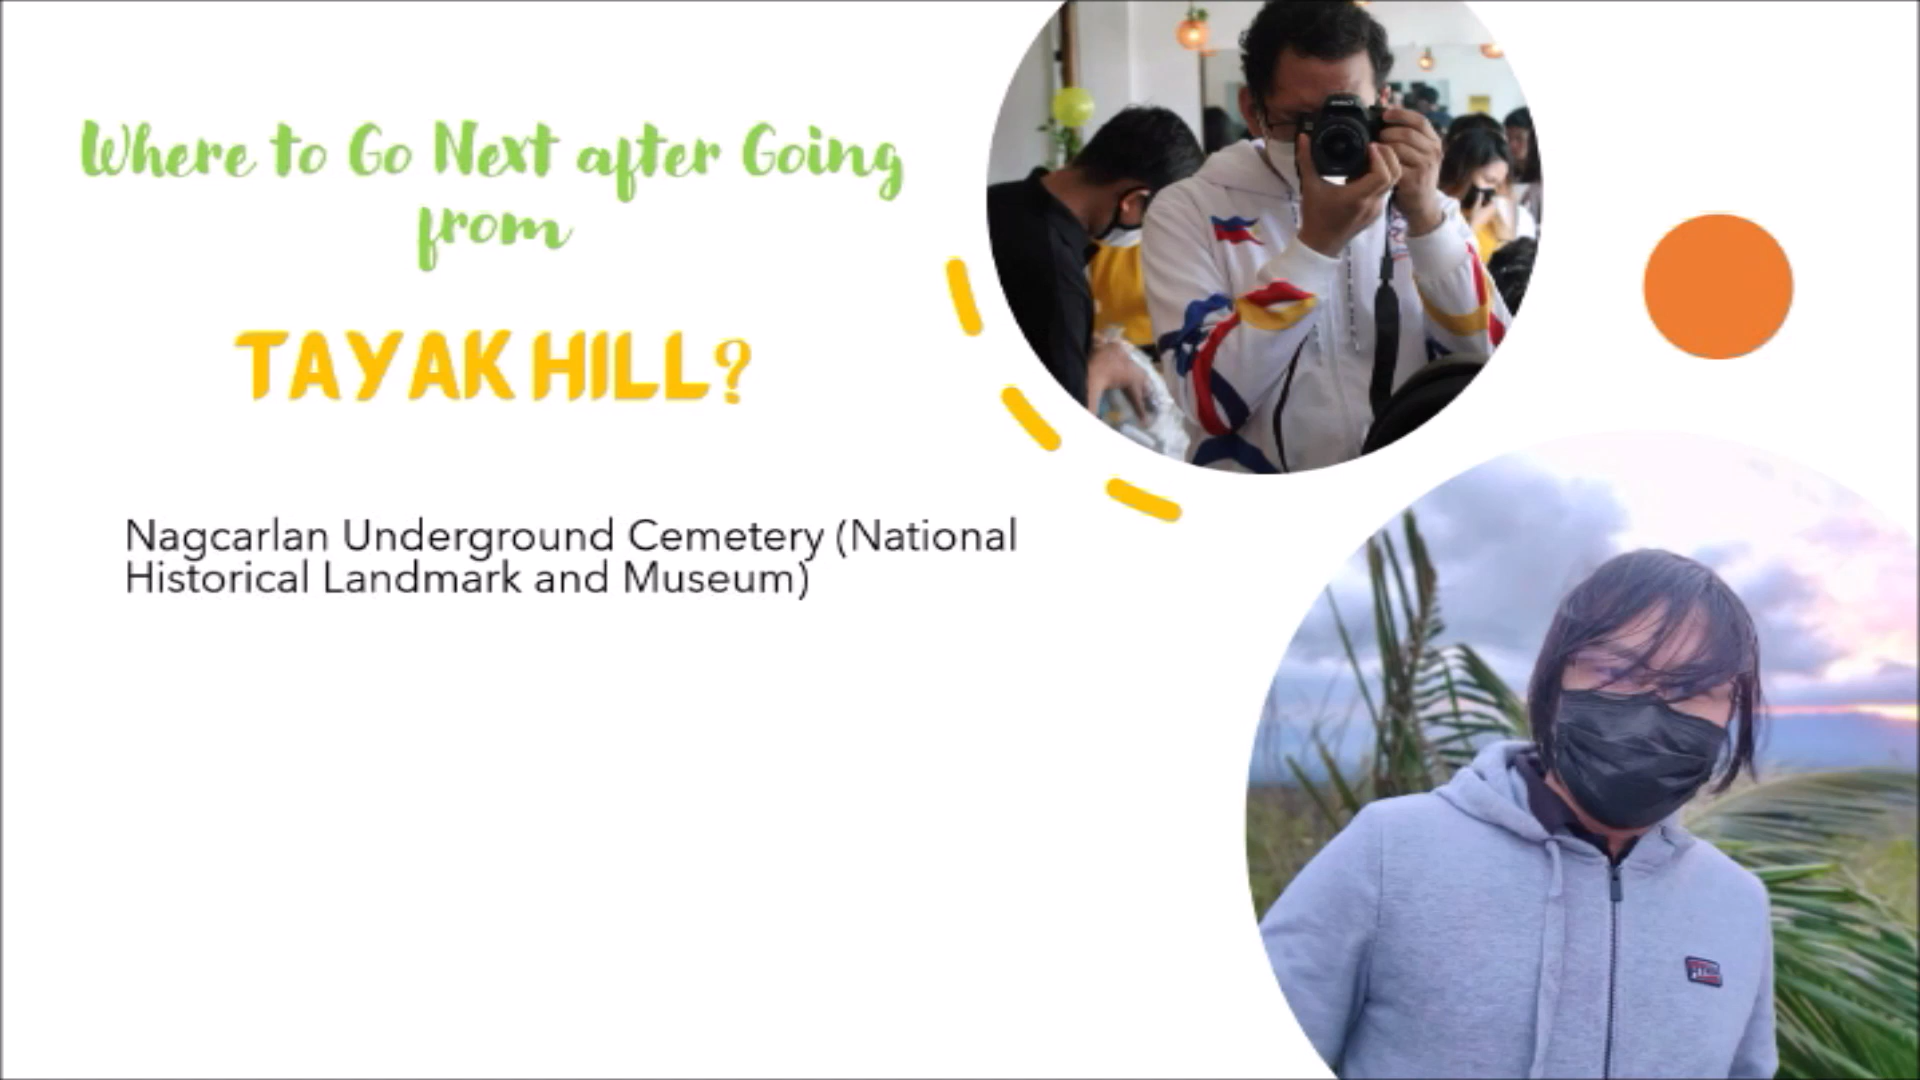 Where to Go Next after Going
from
TAYAK HILL?
Nagcarlan Underground Cemetery (National
Historical Landmark and Museum)